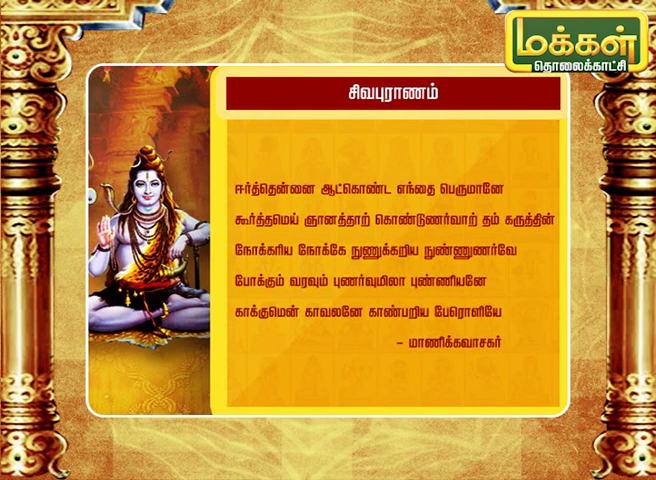 மக்கள்
தொலைக்காட்சி
சிவபுராணம்
ஈர்த்தென்னை ஆட்கொண்ட எந்தை பெருமானே
கூர்த்தமெய் ஞானத்தாற் கொண்டுணர்வாற் தம் கருத்தின்
நோக்கரிய நோக்கே நுணுக்கறிய நுண்ணுணர்வே
போக்கும் வரவும் புணர்வுமிலா புண்ணியனே
காக்குமென் காவலனே காண்பறிய பேரொளியே
– மாணிக்கவாசகர்